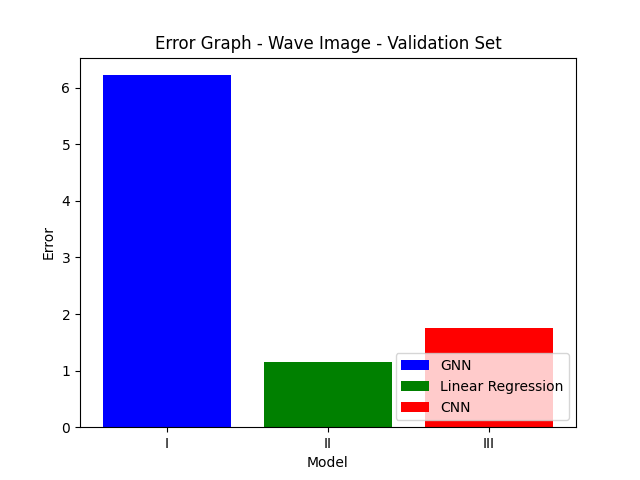 Error Graph - Wave Image - Validation Set
6
5
4
3
2
1
0
Error
I II III
Model
GNN
Linear Regression
CNN